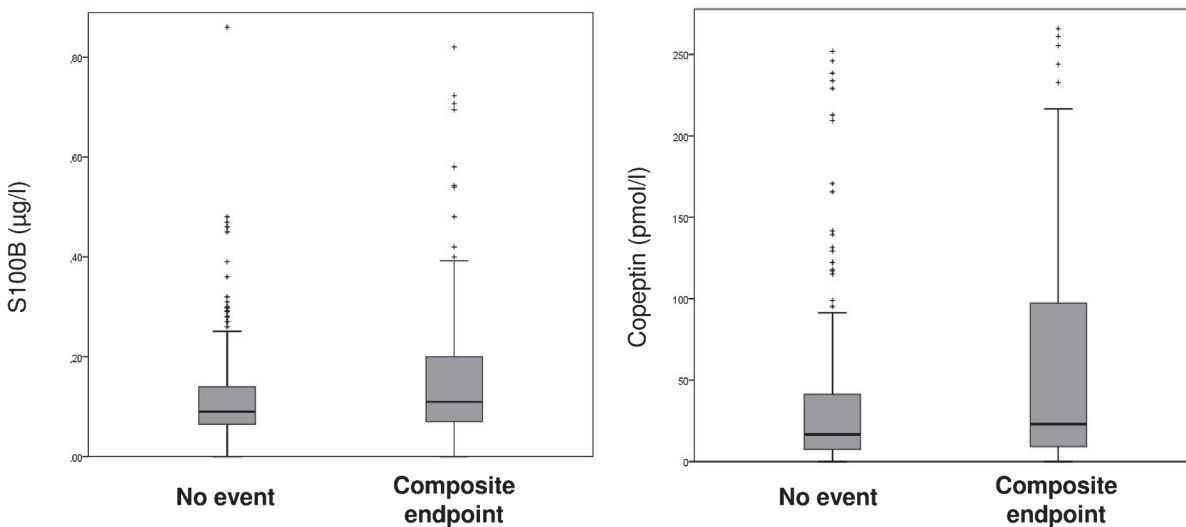 S100B (µg/l)
,80
,60
,40
,20
,00
No event
Composite
endpoint
Copeptin (pmol/l)
250
200
150
100
50
0
No event
Composite
endpoint